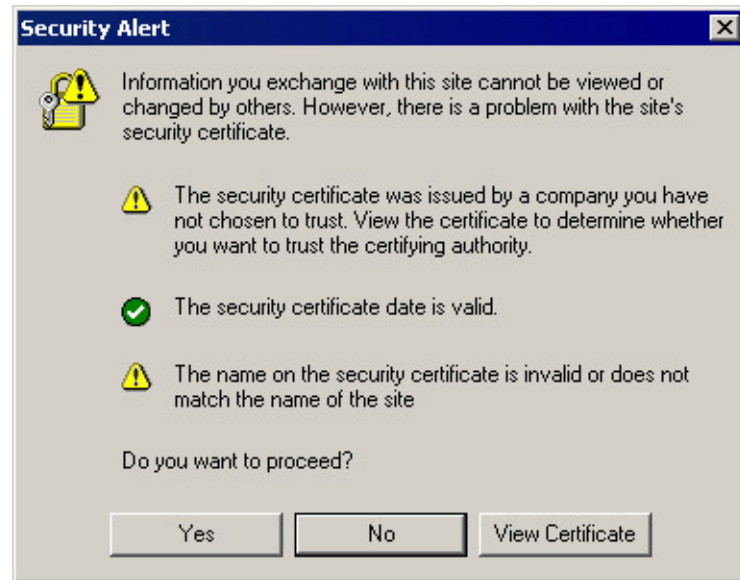 Security Alert
Information you exchange with this site cannot be viewed or
changed by others. However, there is a problem with the site's
security certificate.
The security certificate was issued by a company you have
not chosen to trust. View the certificate to determine whether
you want to trust the certifying authority.
The security certificate date is valid.
The name on the security certificate is invalid or does not
match the name of the site
Do you want to proceed?
Yes
No
View Certificate